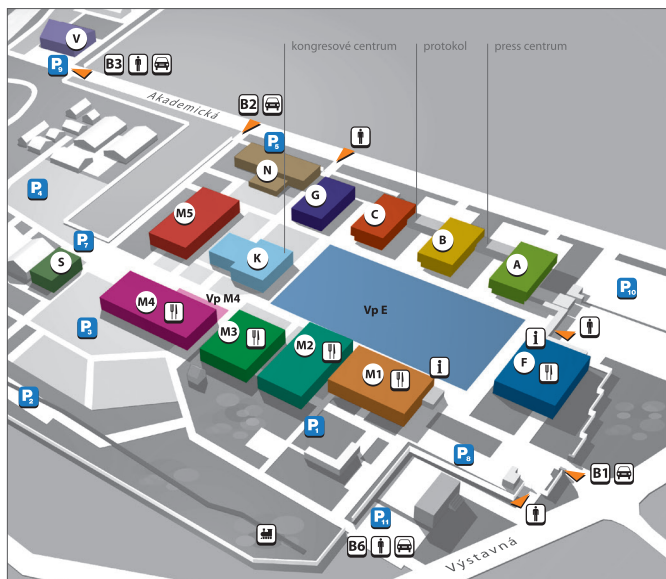 V
P9
B3
kongresové centrum
protokol
press centrum
Akademická
B2
P5
N
P4
G
M5
C
B
P7
K
A
S
Vp M4
M4
Vp E
P10
P3
M3
M2
M1
F
P2
P1
P8
B1
P11
B6
Výstavná